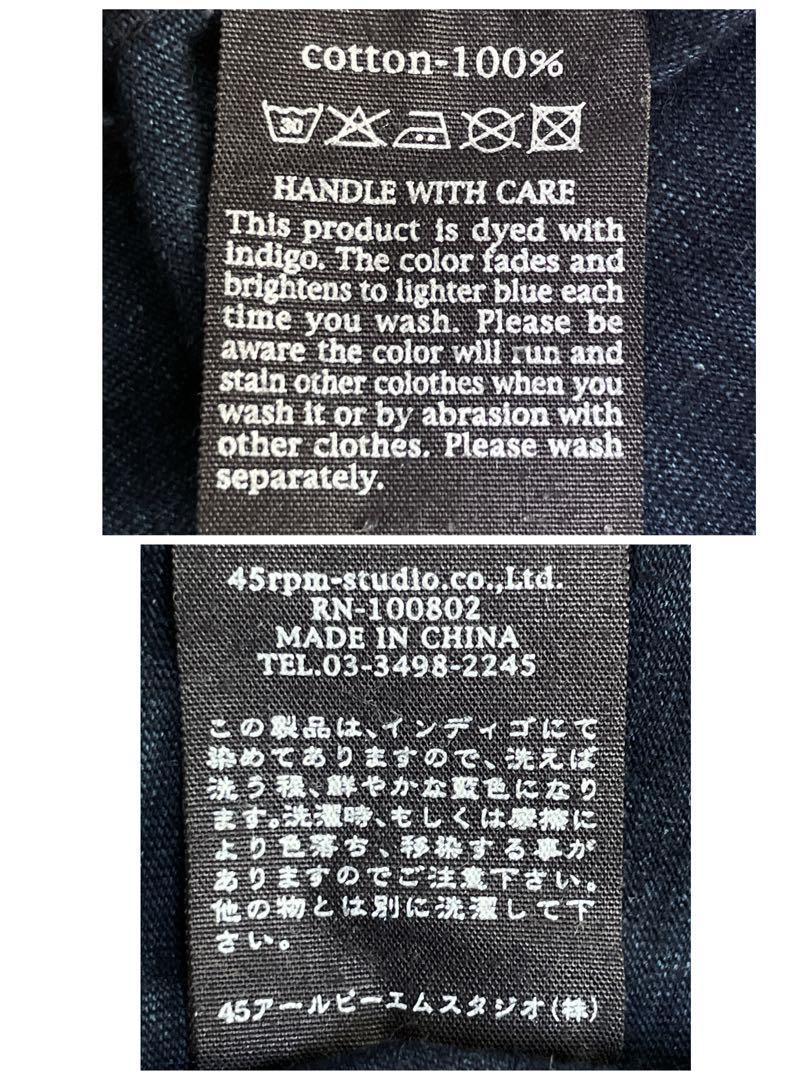 cotton-100%
30
HANDLE WITH CARE
This product is dyed with
indigo. The color fades and
brightens to lighter blue each
time you wash. Please be
aware the color will run and
stain other colothes when you
wash it or by abrasion with
other clothes. Please wash
separately.
45rpm-studio.co.,Ltd.
RN-100802
MADE IN CHINA
TEL.03-3498-2245
この製品は、インディゴにて
染めてありますので、洗えば
洗う程、鮮やかな藍色になり
ます。洗濯時、もしくは摩擦に
より色落ち、移染する事が
ありますのでご注意下さい。
他の物とは別に洗濯して下
さい。
45アールピーエムスタジオ(株)